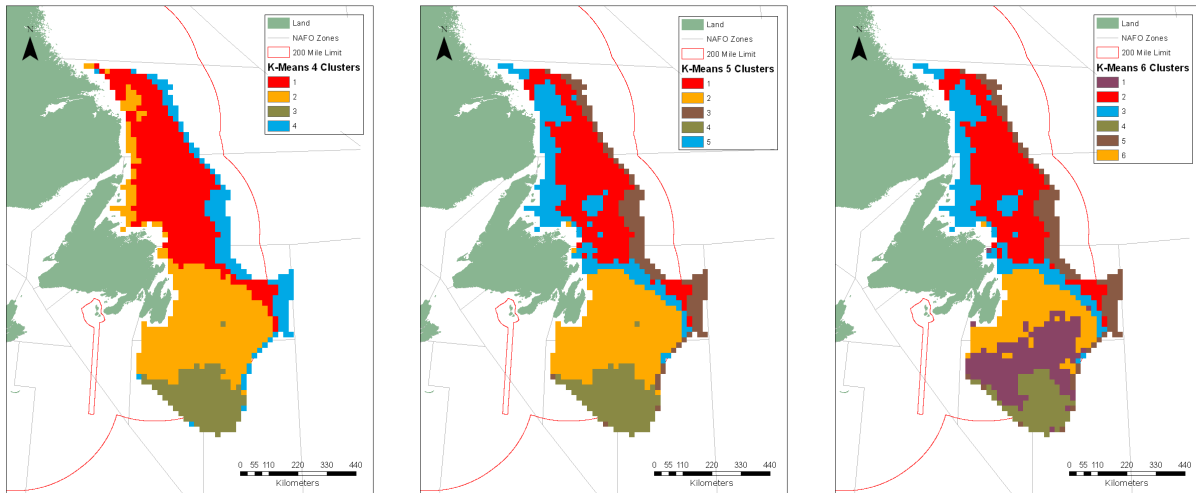 N
Land
NAFO Zones
200 Mile Limit
K-Means 4 Clusters
1
2
3
4
0 55 110 220 330 440
Kilometers
N
Land
NAFO Zones
200 Mile Limit
K-Means 5 Clusters
1
2
3
4
5
0 55 110 220 330 440
Kilometers
N
Land
NAFO Zones
200 Mile Limit
K-Means 6 Clusters
1
2
3
4
5
6
0 55 110 220 330 440
Kilometers